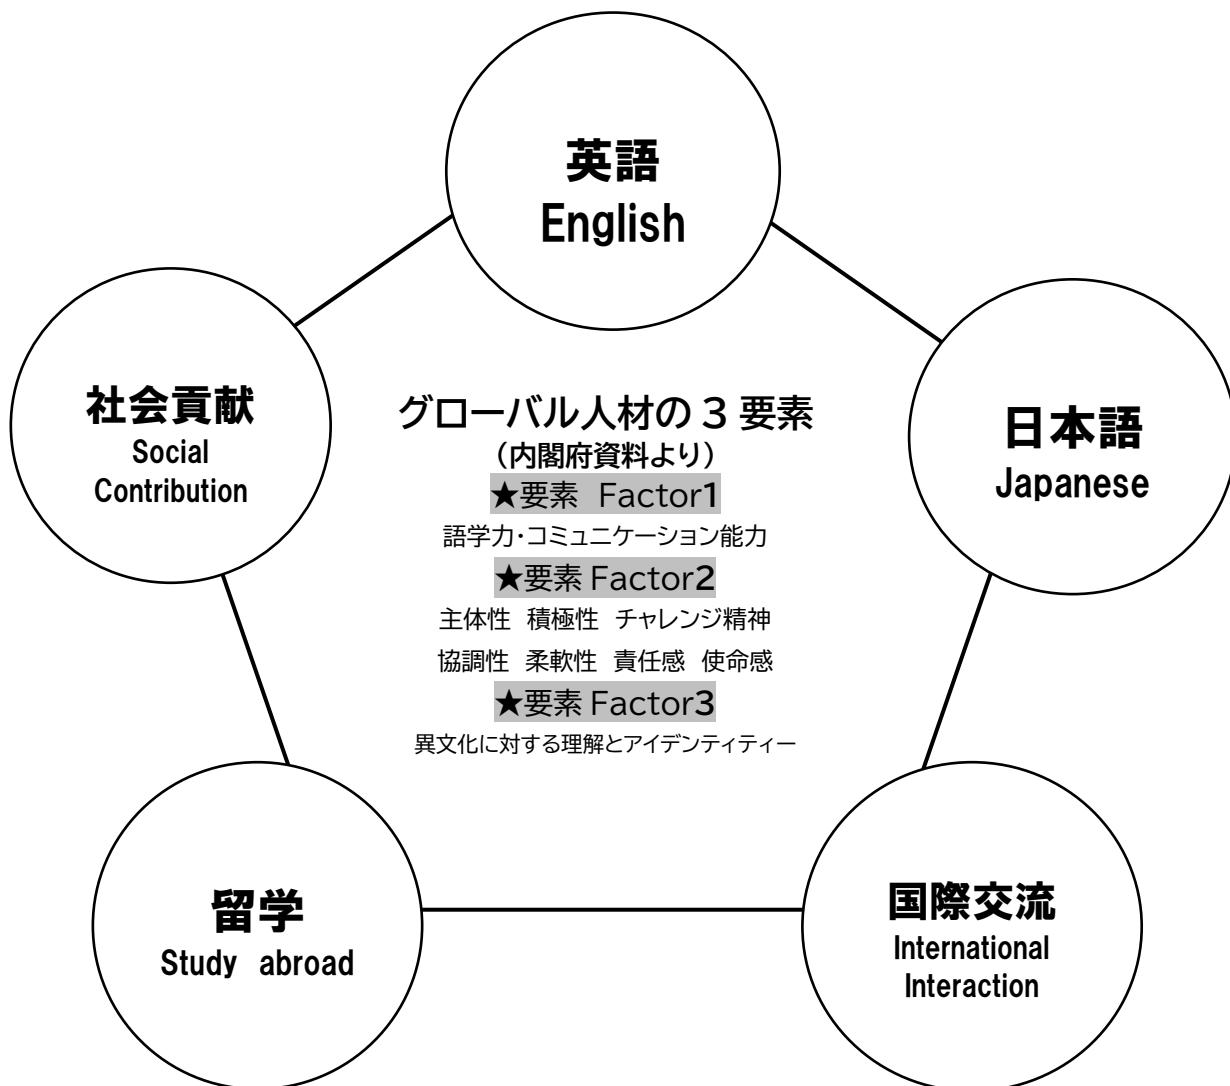 英語
English
社会貢献
Social
Contribution
日本語
Japanese
グローバル人材の3要素
(内閣府資料より)
★要素 Factor1
語学力・コミュニケーション能力
★要素 Factor2
主体性 積極性 チャレンジ精神
協調性 柔軟性 責任感 使命感
★要素 Factor3
異文化に対する理解とアイデンティティー
留学
Study abroad
国際交流
International
Interaction